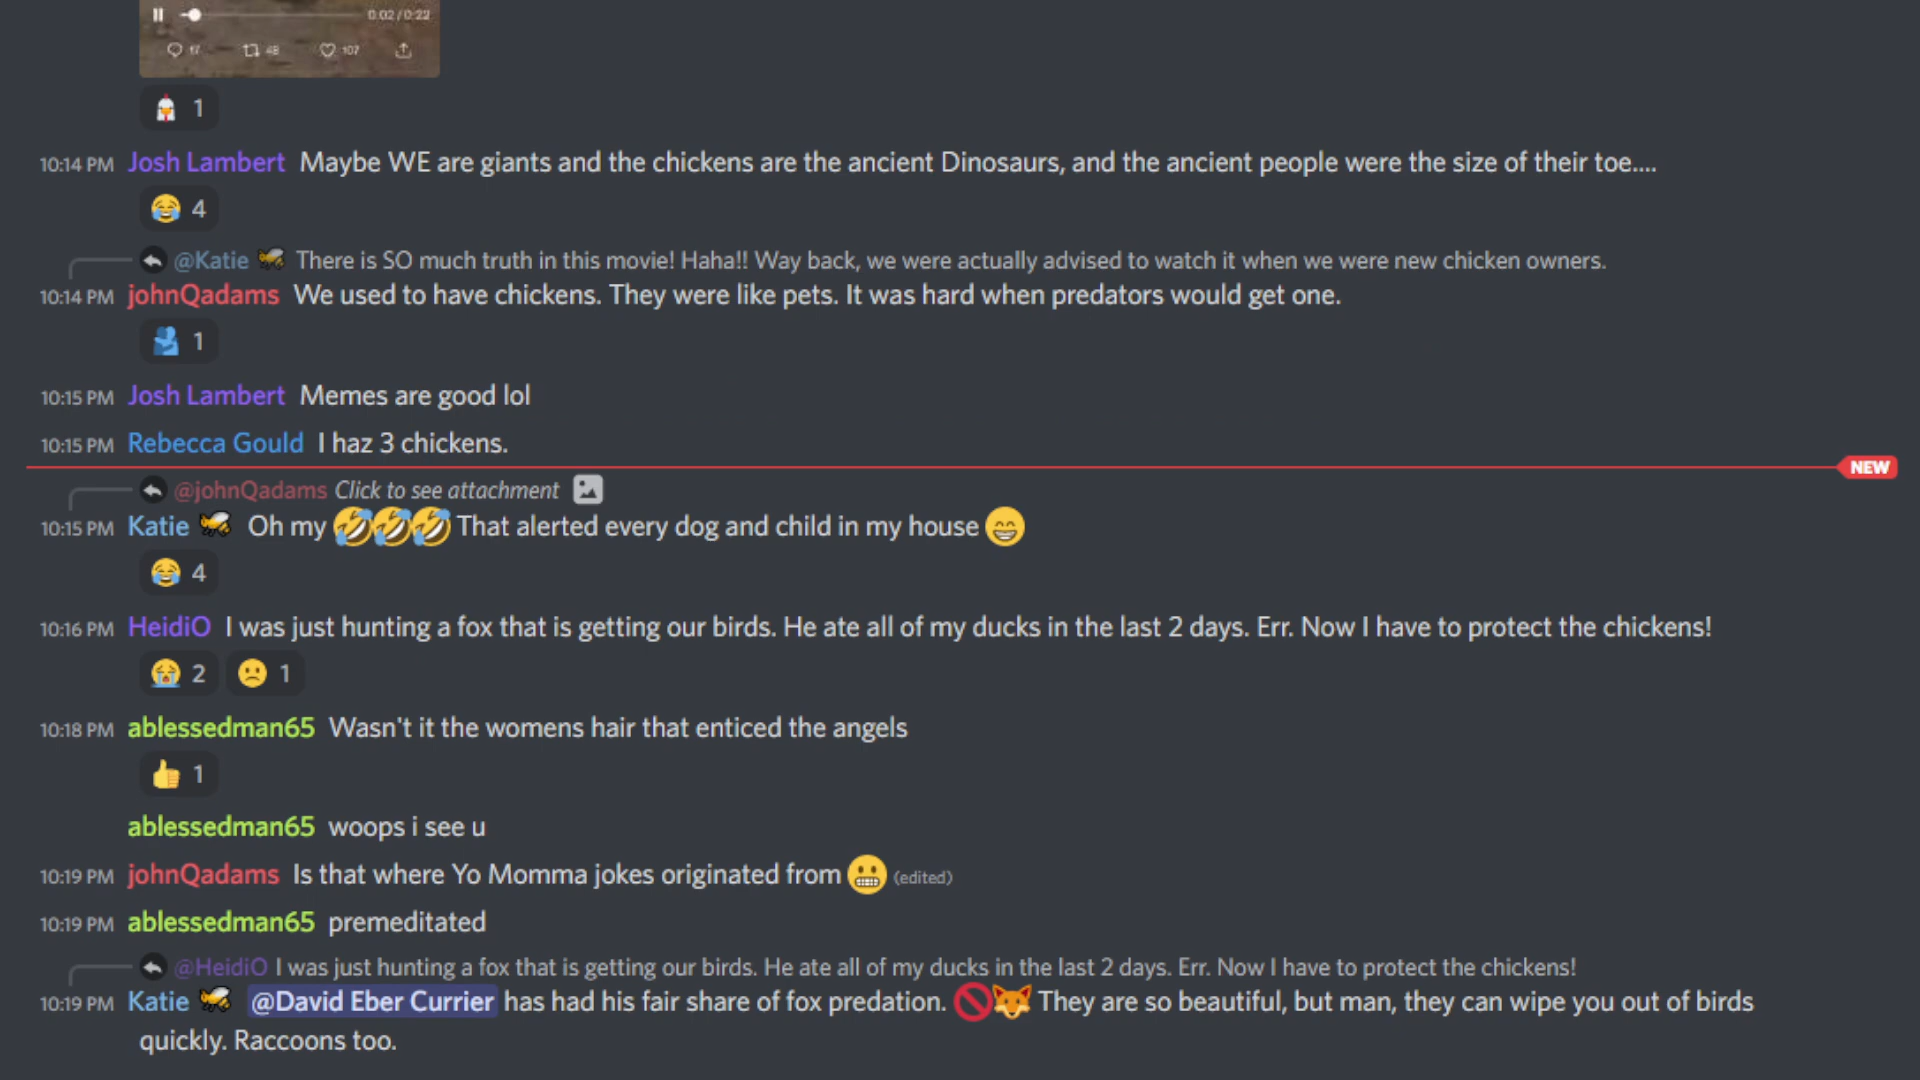 0:02 / 0:22
17 48 107
1
10:14 PM Josh Lambert Maybe WE are giants and the chickens are the ancient Dinosaurs, and the ancient people were the size of their toe....
4
@Katie There is SO much truth in this movie! Haha!! Way back, we were actually advised to watch it when we were new chicken owners.
10:14 PM johnQadams We used to have chickens. They were like pets. It was hard when predators would get one.
1
10:15 PM Josh Lambert Memes are good lol
10:15 PM Rebecca Gould I haz 3 chickens.
NEW
@johnQadams Click to see attachment
10:15 PM Katie Oh my 🤣🤣🤣 That alerted every dog and child in my house 😄
4
10:16 PM HeidiO I was just hunting a fox that is getting our birds. He ate all of my ducks in the last 2 days. Err. Now I have to protect the chickens!
2 1
10:18 PM ablessedman65 Wasn't it the womens hair that enticed the angels
1
ablessedman65 woops i see u
10:19 PM johnQadams Is that where Yo Momma jokes originated from 😬 (edited)
10:19 PM ablessedman65 premeditated
@HeidiO I was just hunting a fox that is getting our birds. He ate all of my ducks in the last 2 days. Err. Now I have to protect the chickens!
10:19 PM Katie @David Eber Currier has had his fair share of fox predation. 🚫🦊 They are so beautiful, but man, they can wipe you out of birds
quickly. Raccoons too.